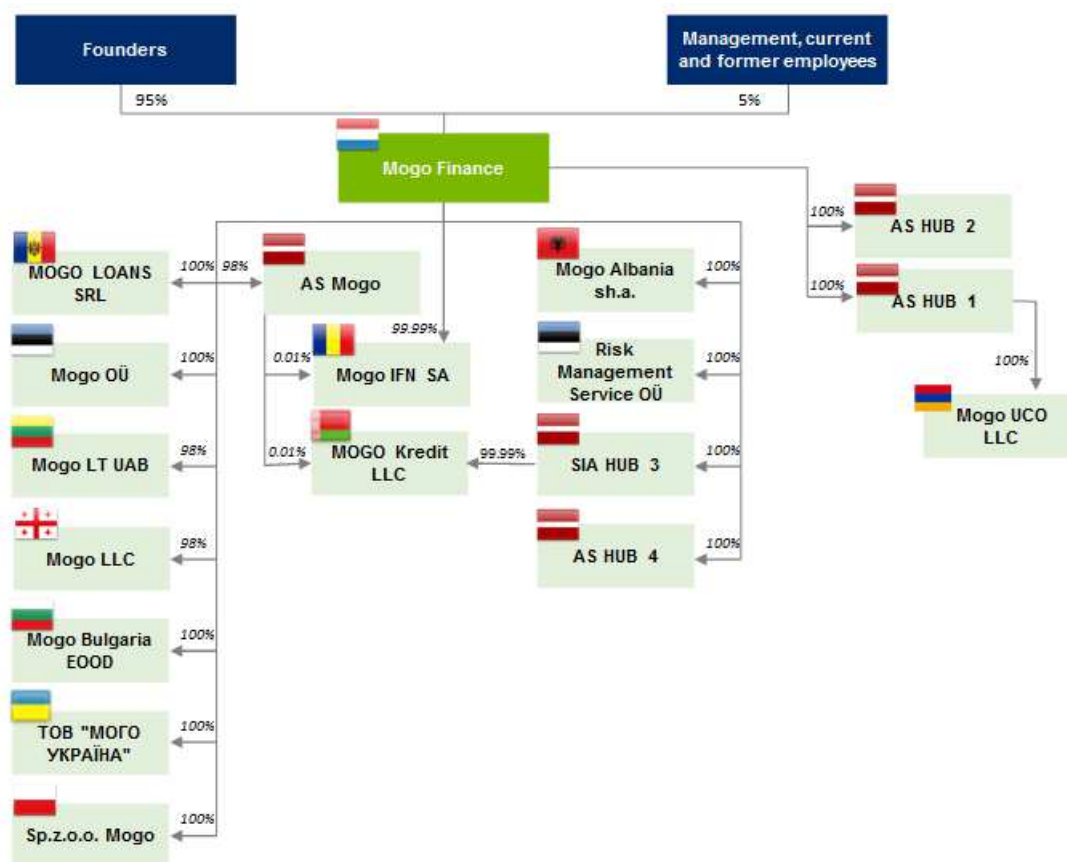 Founders
Management, current
and former employees
95%
5%
Mogo Finance
100%
AS HUB 2
100%
AS HUB 1
100%
Mogo UCO
LLC
MOGO LOANS
SRL
100%
98%
AS Mogo
Mogo Albania
sh.a.
100%
99.99%
Mogo OÜ
100%
0.01%
Mogo IFN SA
Risk
Management
Service OÜ
100%
Mogo LT UAB
98%
0.01%
MOGO Kredit
LLC
99.99%
SIA HUB 3
100%
Mogo LLC
98%
AS HUB 4
100%
Mogo Bulgaria
EOOD
100%
ТОВ "МОГО
УКРАЇНА"
100%
Sp.z.o.o. Mogo
100%